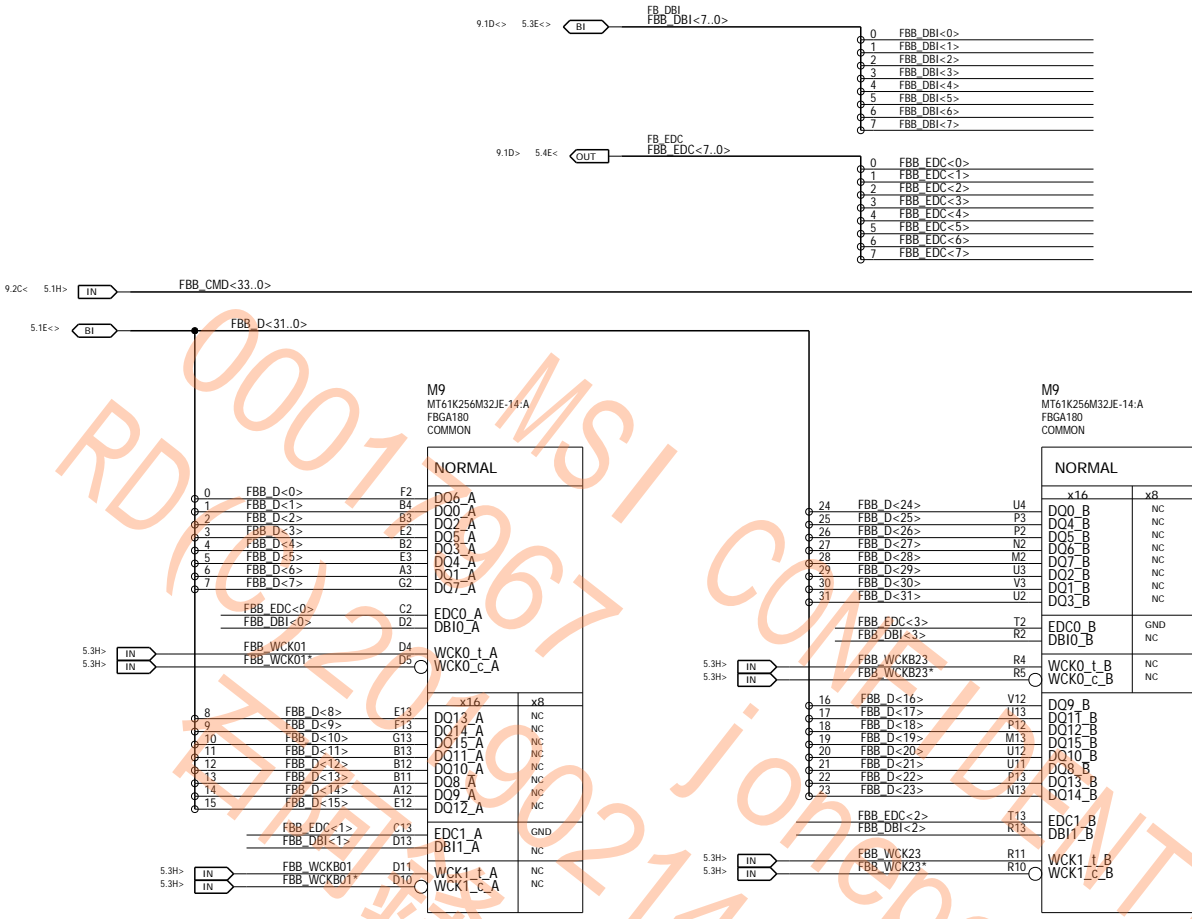 FB_DBI
9.1D<> 5.3E<> BI FBB_DBI<7..0>
0 FBB_DBI<0>
1 FBB_DBI<1>
2 FBB_DBI<2>
3 FBB_DBI<3>
4 FBB_DBI<4>
5 FBB_DBI<5>
6 FBB_DBI<6>
7 FBB_DBI<7>
FB_EDC
9.1D> 5.4E< OUT FBB_EDC<7..0>
0 FBB_EDC<0>
1 FBB_EDC<1>
2 FBB_EDC<2>
3 FBB_EDC<3>
4 FBB_EDC<4>
5 FBB_EDC<5>
6 FBB_EDC<6>
7 FBB_EDC<7>
9.2C< 5.1H> IN FBB_CMD<33..0>
5.1E<> BI FBB_D<31..0>
M9
MT61K256M32JE-14:A
FBGA180
COMMON
NORMAL
0 FBB_D<0> F2 DQ6_A
1 FBB_D<1> B4 DQ0_A
2 FBB_D<2> B3 DQ2_A
3 FBB_D<3> E2 DQ5_A
4 FBB_D<4> B2 DQ3_A
5 FBB_D<5> E3 DQ4_A
6 FBB_D<6> A3 DQ1_A
7 FBB_D<7> G2 DQ7_A
FBB_EDC<0> C2 EDC0_A
FBB_DBI<0> D2 DBI0_A
5.3H> IN FBB_WCK01 D4 WCK0_t_A
5.3H> IN FBB_WCK01* D5 WCK0_c_A
x16 x8
8 FBB_D<8> E13 DQ13_A NC
9 FBB_D<9> F13 DQ14_A NC
10 FBB_D<10> G13 DQ15_A NC
11 FBB_D<11> B13 DQ11_A NC
12 FBB_D<12> B12 DQ10_A NC
13 FBB_D<13> B11 DQ8_A NC
14 FBB_D<14> A12 DQ9_A NC
15 FBB_D<15> E12 DQ12_A NC
FBB_EDC<1> C13 EDC1_A GND
FBB_DBI<1> D13 DBI1_A NC
5.3H> IN FBB_WCKB01 D11 WCK1_t_A NC
5.3H> IN FBB_WCKB01* D10 WCK1_c_A NC
M9
MT61K256M32JE-14:A
FBGA180
COMMON
NORMAL
x16 x8
24 FBB_D<24> U4 DQ0_B NC
25 FBB_D<25> P3 DQ4_B NC
26 FBB_D<26> P2 DQ5_B NC
27 FBB_D<27> N2 DQ6_B NC
28 FBB_D<28> M2 DQ7_B NC
29 FBB_D<29> U3 DQ2_B NC
30 FBB_D<30> V3 DQ1_B NC
31 FBB_D<31> U2 DQ3_B NC
FBB_EDC<3> T2 EDC0_B GND
FBB_DBI<3> R2 DBI0_B NC
5.3H> IN FBB_WCKB23 R4 WCK0_t_B NC
5.3H> IN FBB_WCKB23* R5 WCK0_c_B NC
16 FBB_D<16> V12 DQ9_B
17 FBB_D<17> U13 DQ11_B
18 FBB_D<18> P12 DQ12_B
19 FBB_D<19> M13 DQ15_B
20 FBB_D<20> U12 DQ10_B
21 FBB_D<21> U11 DQ8_B
22 FBB_D<22> P13 DQ13_B
23 FBB_D<23> N13 DQ14_B
FBB_EDC<2> T13 EDC1_B
FBB_DBI<2> R13 DBI1_B
5.3H> IN FBB_WCK23 R11 WCK1_t_B
5.3H> IN FBB_WCK23* R10 WCK1_c_B
MSI CONFIDENT
00017967 jonep
RD(C)2019021